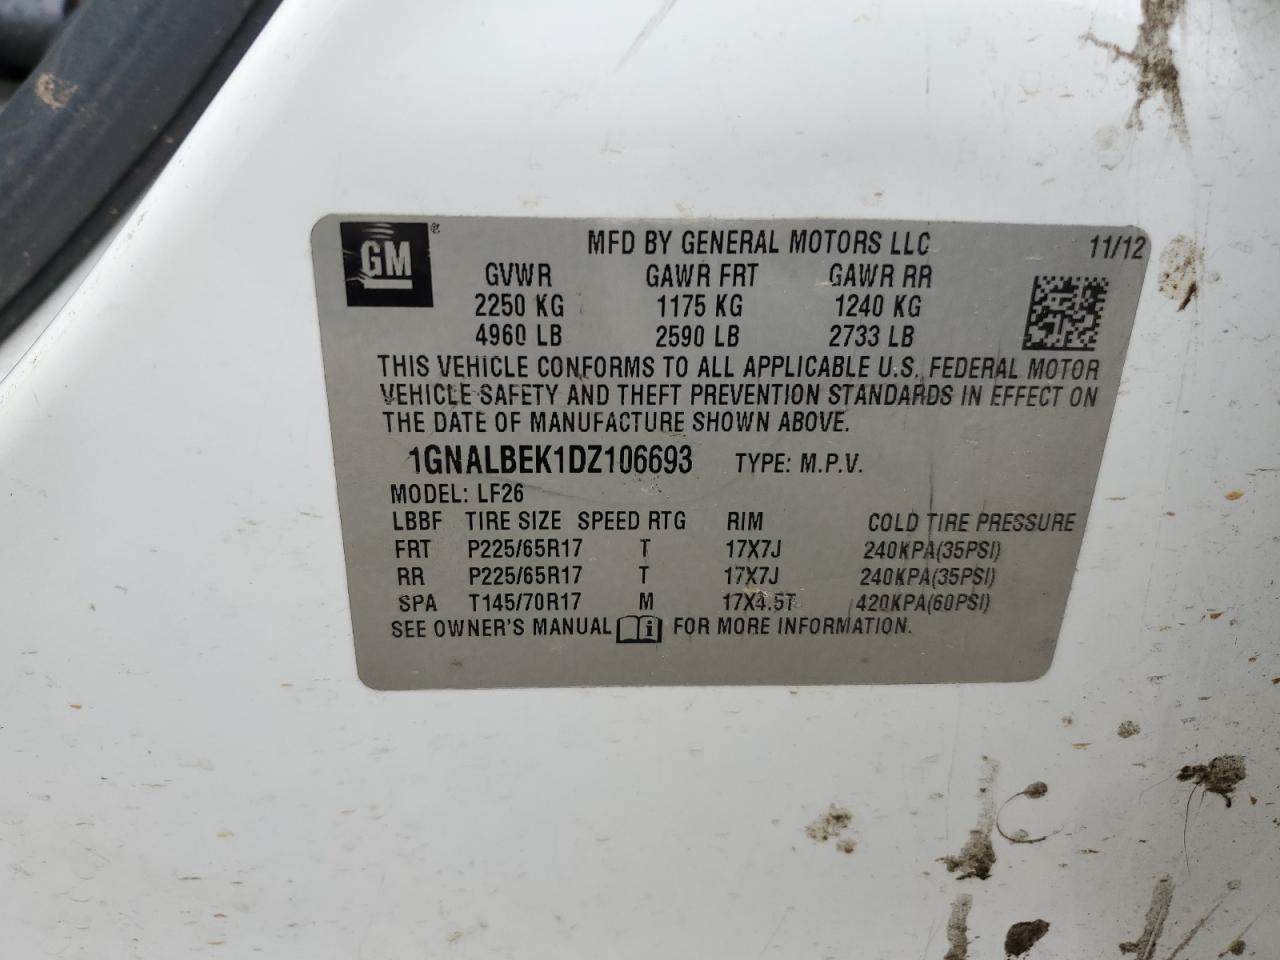 GM®
MFD BY GENERAL MOTORS LLC 11/12
GVWR GAWR FRT GAWR RR
2250 KG 1175 KG 1240 KG
4960 LB 2590 LB 2733 LB
THIS VEHICLE CONFORMS TO ALL APPLICABLE U.S. FEDERAL MOTOR
VEHICLE SAFETY AND THEFT PREVENTION STANDARDS IN EFFECT ON
THE DATE OF MANUFACTURE SHOWN ABOVE.
1GNALBEK1DZ106693 TYPE: M.P.V.
MODEL: LF26
LBBF TIRE SIZE SPEED RTG RIM COLD TIRE PRESSURE
FRT P225/65R17 T 17X7J 240KPA(35PSI)
RR P225/65R17 T 17X7J 240KPA(35PSI)
SPA T145/70R17 M 17X4.5T 420KPA(60PSI)
SEE OWNER'S MANUAL i FOR MORE INFORMATION.